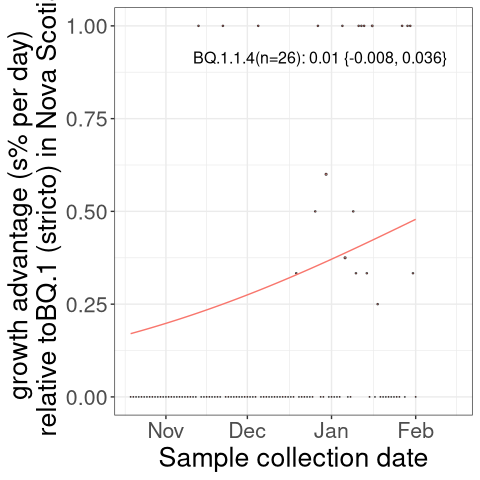 growth advantage (s% per day)
relative toBQ.1 (stricto) in Nova Scoti
1.00
BQ.1.1.4(n=26): 0.01 {-0.008, 0.036}
0.75
0.50
0.25
0.00
Nov Dec Jan Feb
Sample collection date